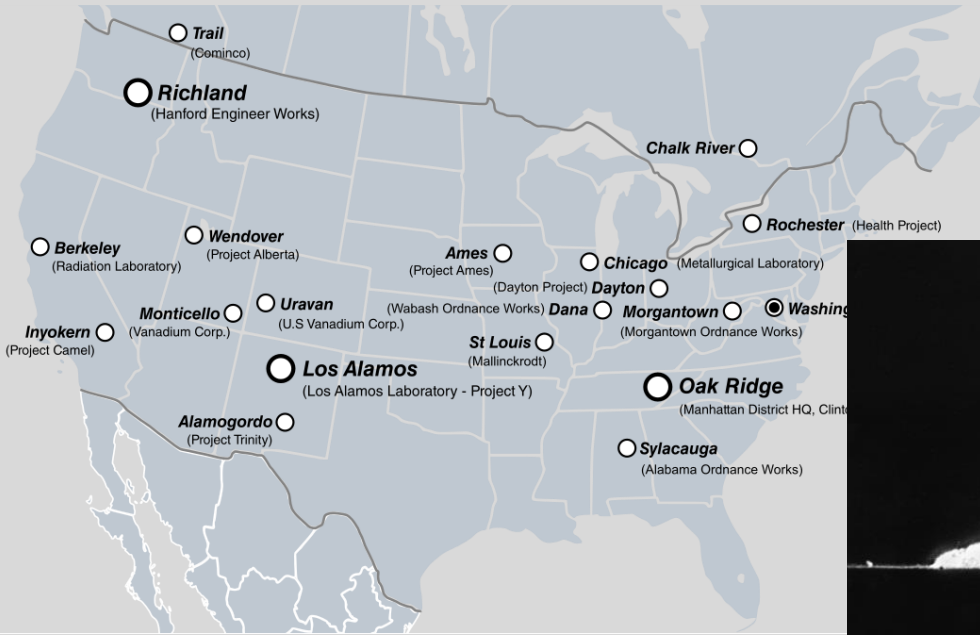 Trail
(Cominco)
Richland
(Hanford Engineer Works)
Chalk River
Rochester (Health Project)
Berkeley
(Radiation Laboratory)
Wendover
(Project Alberta)
Ames
(Project Ames)
Chicago (Metallurgical Laboratory)
(Dayton Project) Dayton
Uravan
(U.S Vanadium Corp.)
Monticello
(Vanadium Corp.)
(Wabash Ordnance Works) Dana
Morgantown
(Morgantown Ordnance Works)
Washing
Inyokern
(Project Camel)
St Louis
(Mallinckrodt)
Los Alamos
(Los Alamos Laboratory - Project Y)
Oak Ridge
(Manhattan District HQ, Clint
Alamogordo
(Project Trinity)
Sylacauga
(Alabama Ordnance Works)